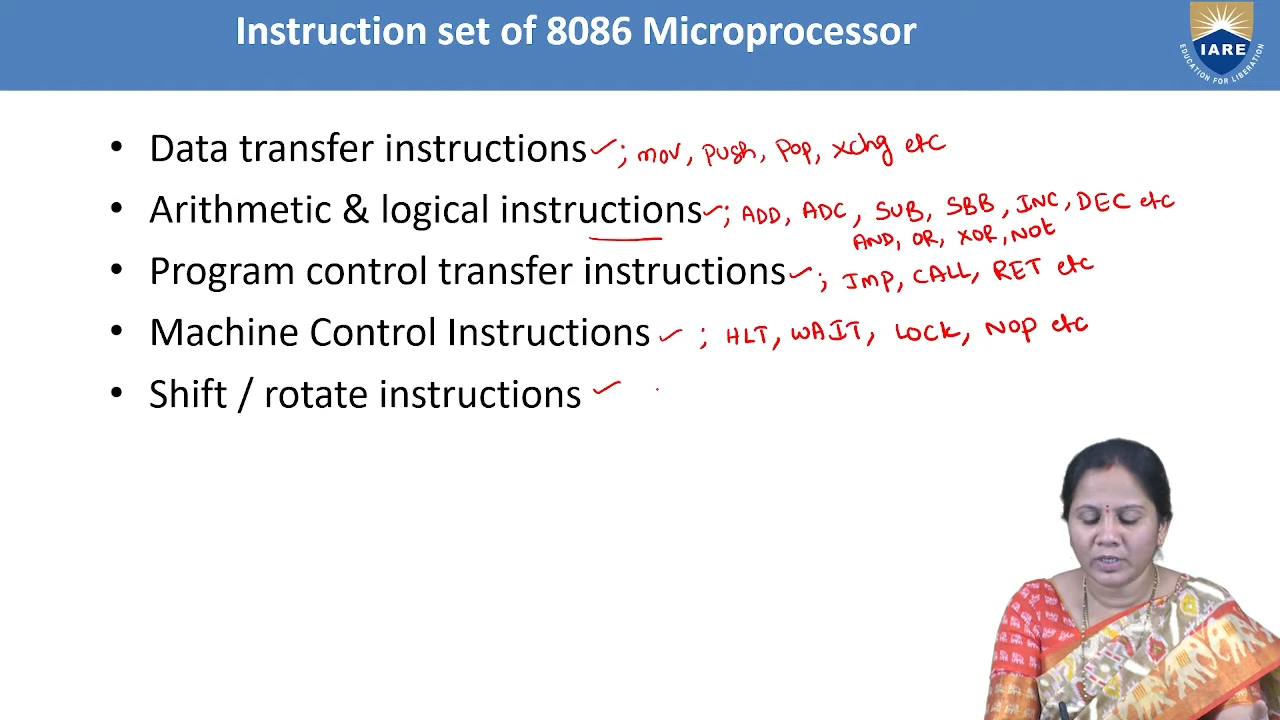 Instruction set of 8086 Microprocessor
IARE
EDUCATION FOR LIBERATION
• Data transfer instructions ; mov, push, pop, xchg etc
• Arithmetic & logical instructions ; ADD, ADC, SUB, SBB, INC, DEC etc
AND, OR, XOR, NOt
• Program control transfer instructions ; Jmp, CALL, RET etc
• Machine Control Instructions ; HLT, WAIT, LOCK, NOP etc
• Shift / rotate instructions